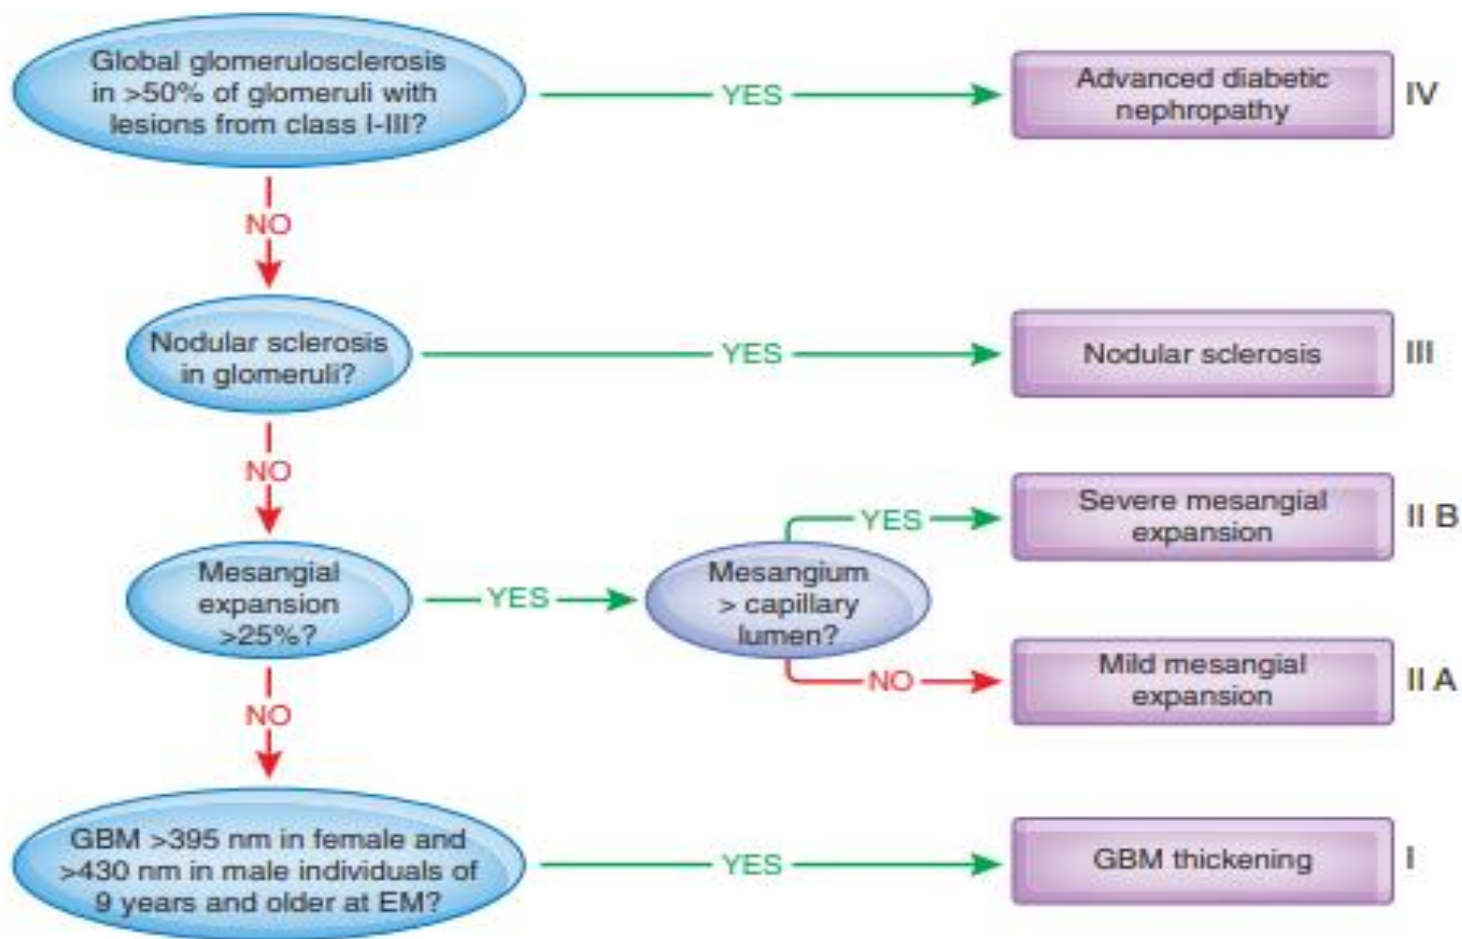 Global glomerulosclerosis
in >50% of glomeruli with
lesions from class I-III?
YES
Advanced diabetic
nephropathy
IV
NO
Nodular sclerosis
in glomeruli?
YES
Nodular sclerosis
III
NO
Mesangial
expansion
>25%?
YES
Mesangium
> capillary
lumen?
YES
Severe mesangial
expansion
II B
NO
Mild mesangial
expansion
II A
NO
GBM >395 nm in female and
>430 nm in male individuals of
9 years and older at EM?
YES
GBM thickening
I